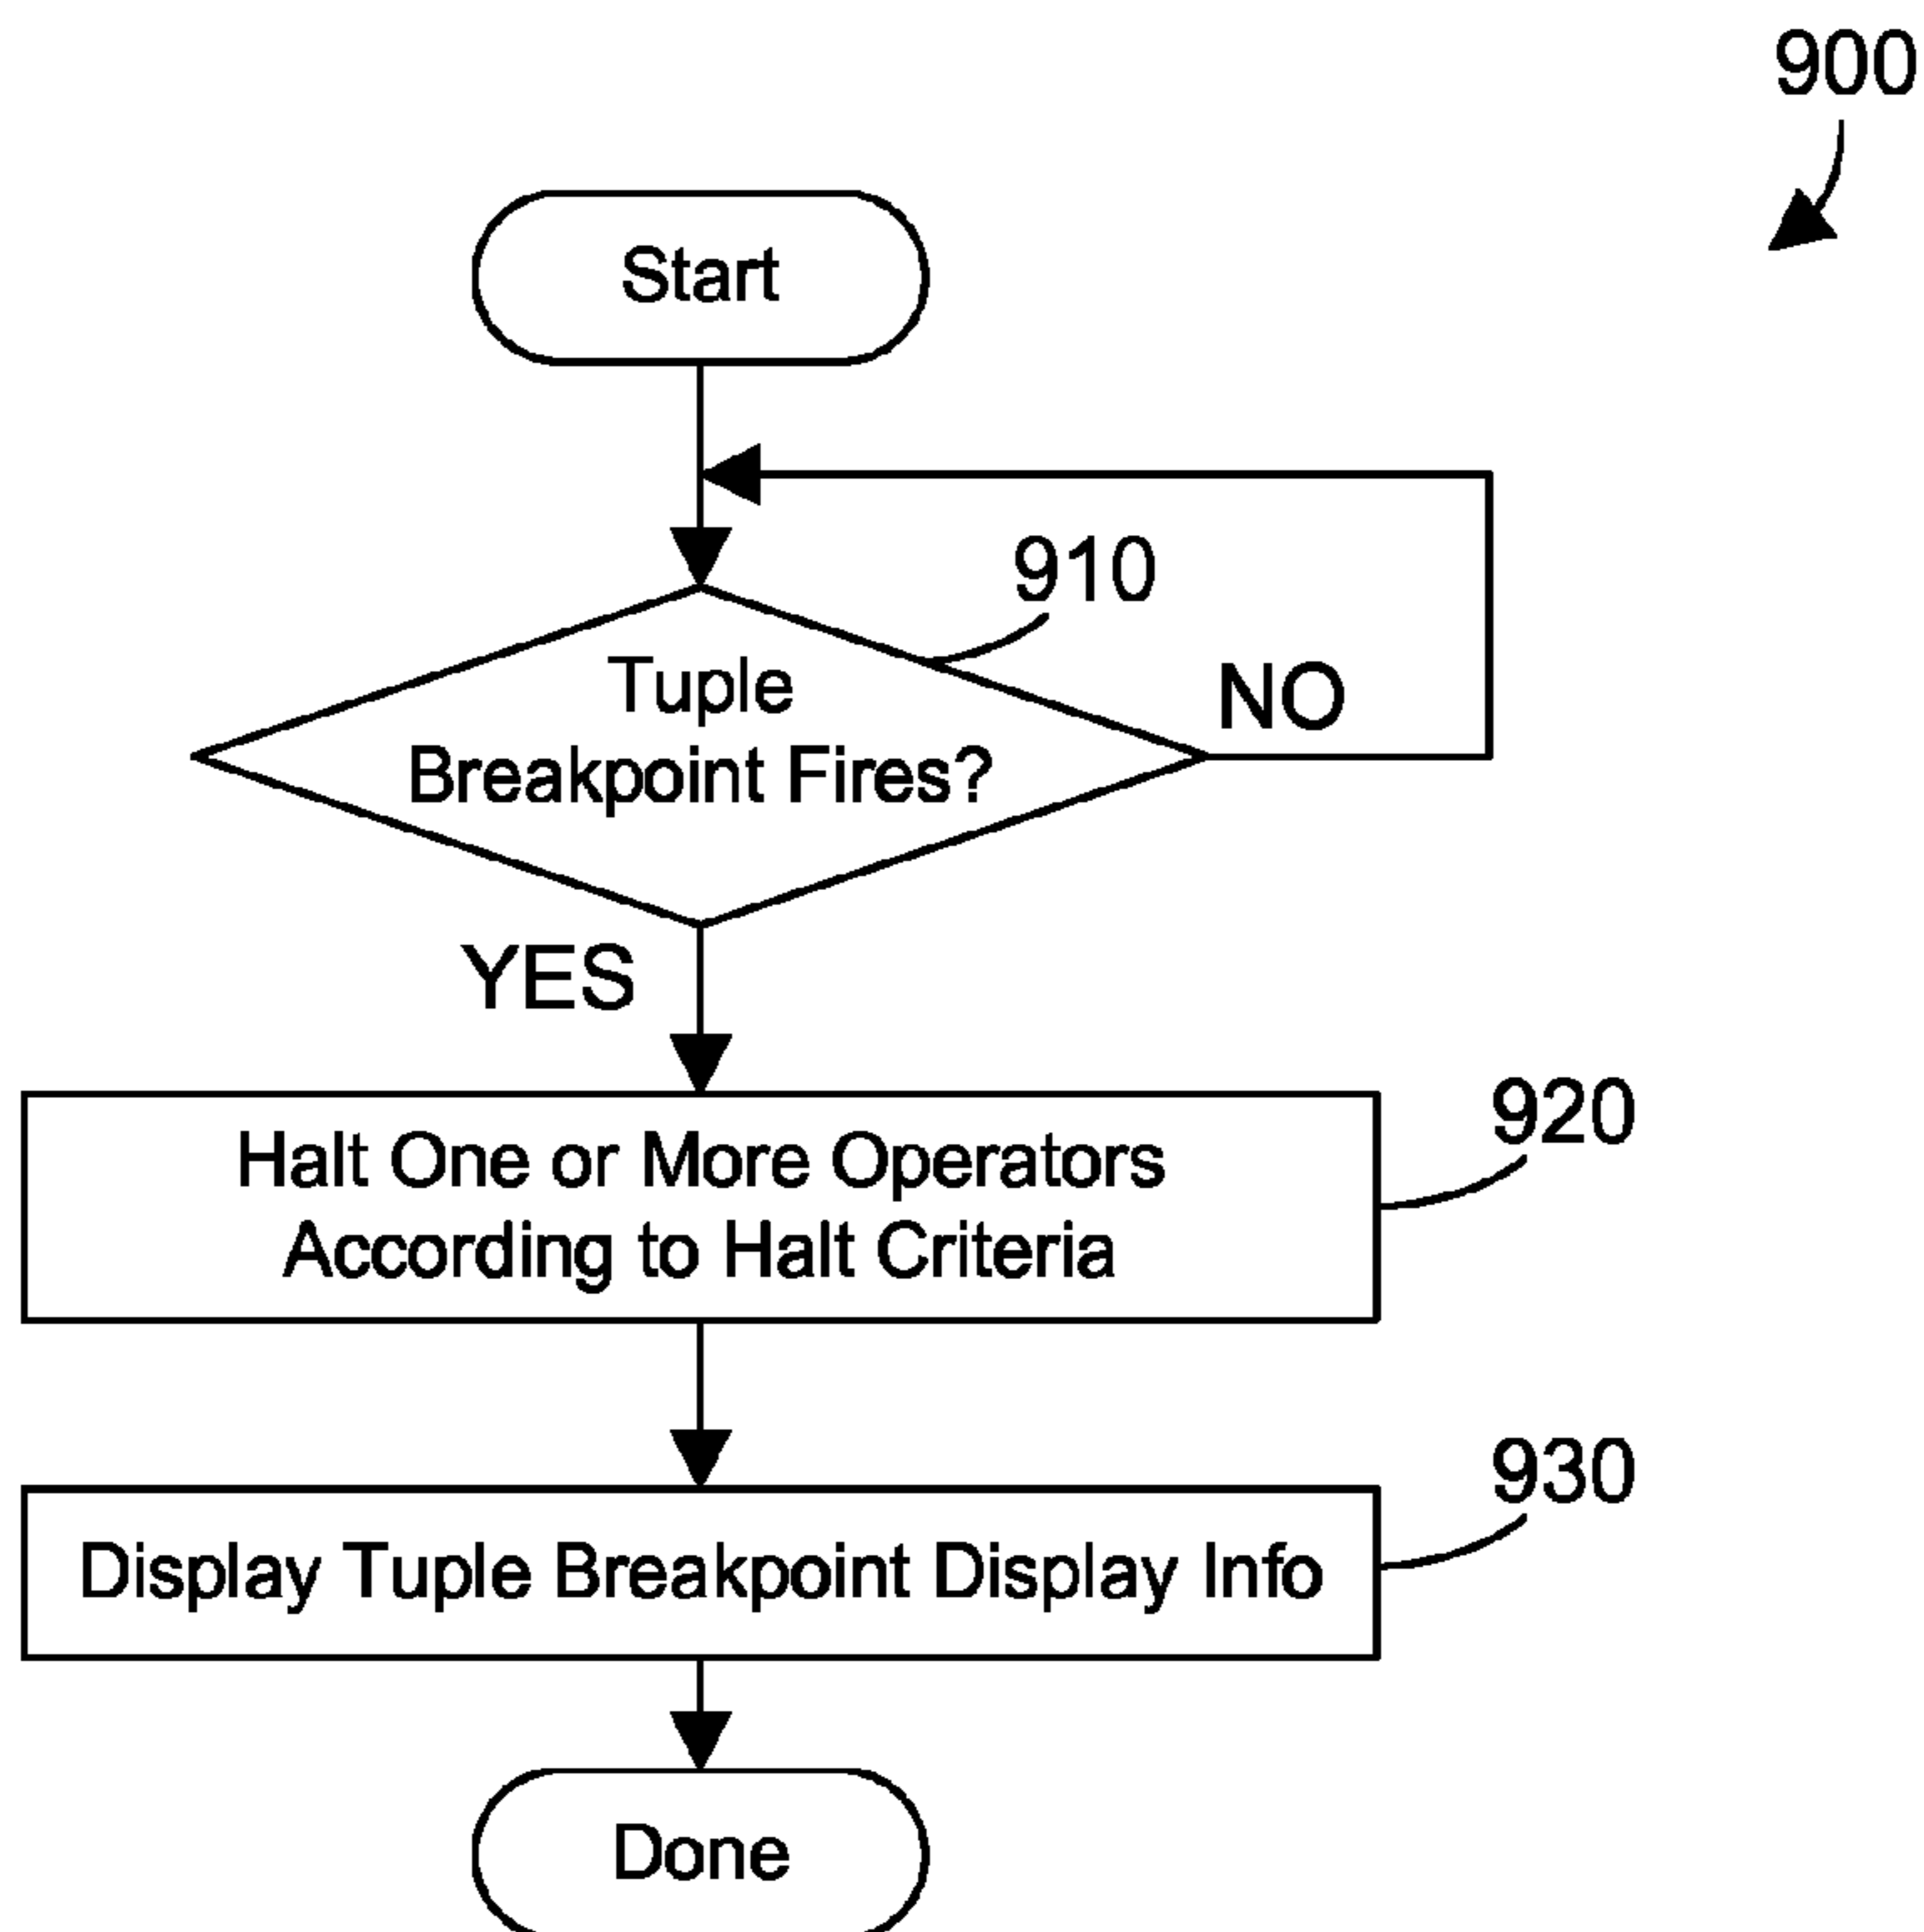 900
Start
910
Tuple
Breakpoint Fires?
NO
YES
920
Halt One or More Operators
According to Halt Criteria
930
Display Tuple Breakpoint Display Info
Done